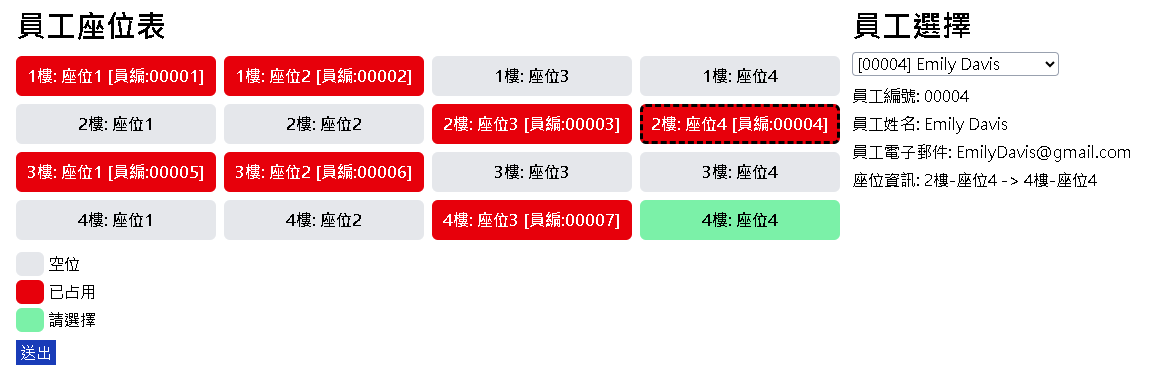 員工座位表
1樓: 座位1 [員編:00001]
1樓: 座位2 [員編:00002]
1樓: 座位3
1樓: 座位4
2樓: 座位1
2樓: 座位2
2樓: 座位3 [員編:00003]
2樓: 座位4 [員編:00004]
3樓: 座位1 [員編:00005]
3樓: 座位2 [員編:00006]
3樓: 座位3
3樓: 座位4
4樓: 座位1
4樓: 座位2
4樓: 座位3 [員編:00007]
4樓: 座位4
空位
已占用
請選擇
送出
員工選擇
[00004] Emily Davis
員工編號: 00004
員工姓名: Emily Davis
員工電子郵件: EmilyDavis@gmail.com
座位資訊: 2樓-座位4 -> 4樓-座位4